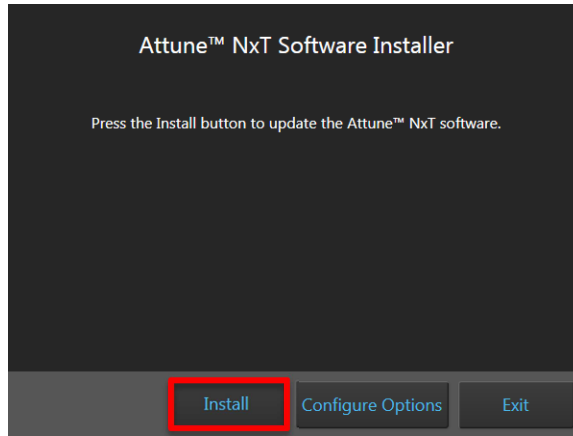 Attune™ NxT Software Installer
Press the Install button to update the Attune™ NxT software.
Install
Configure Options
Exit